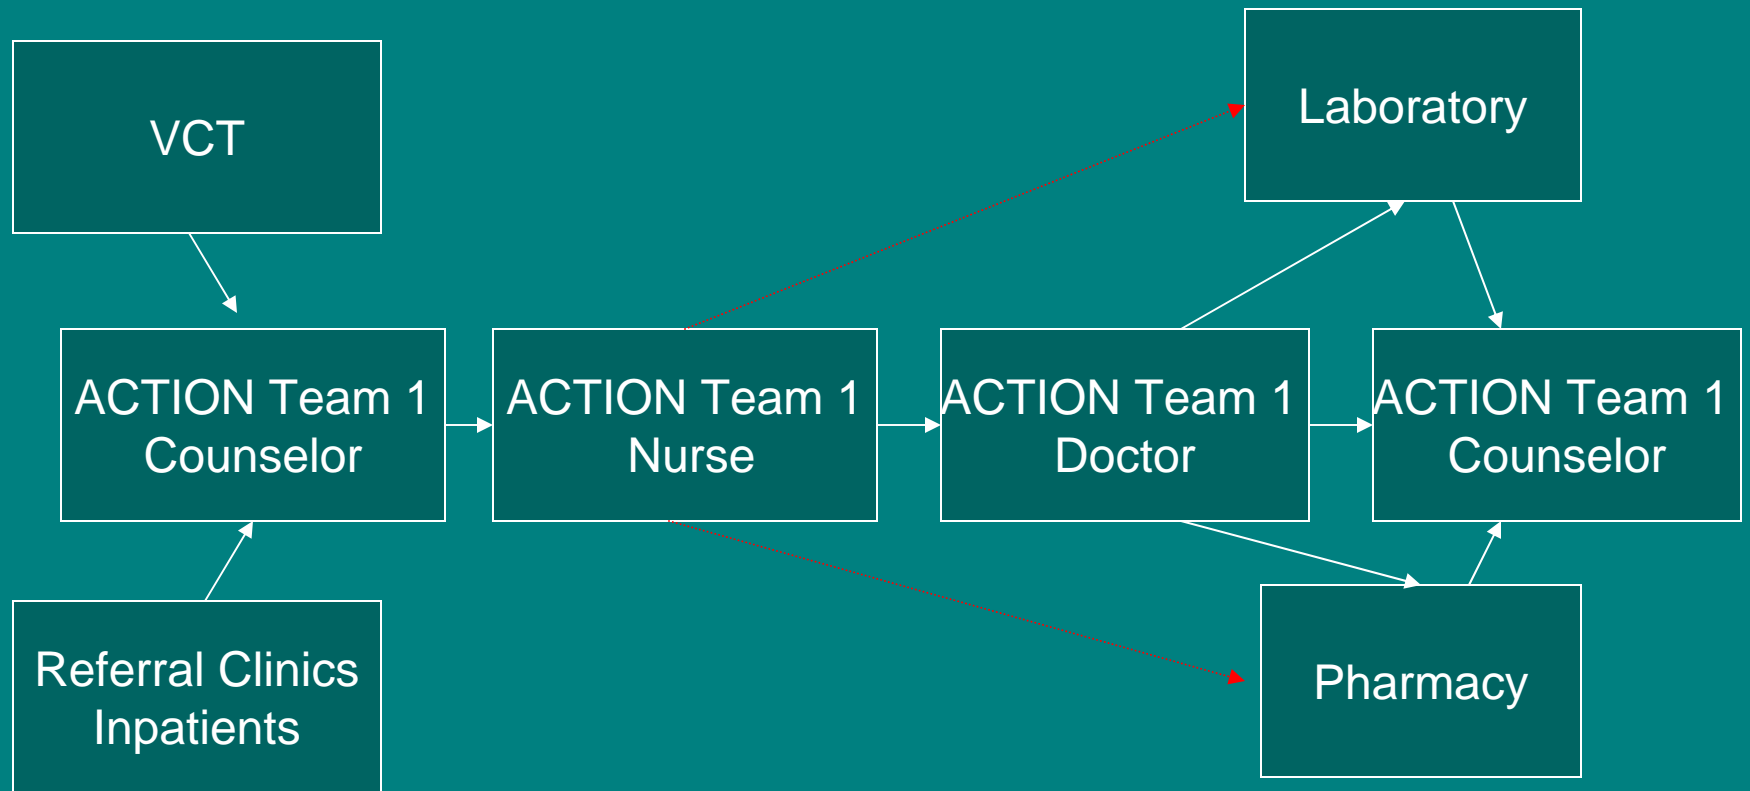 VCT
Laboratory
ACTION Team 1
Counselor
ACTION Team 1
Nurse
ACTION Team 1
Doctor
ACTION Team 1
Counselor
Referral Clinics
Inpatients
Pharmacy